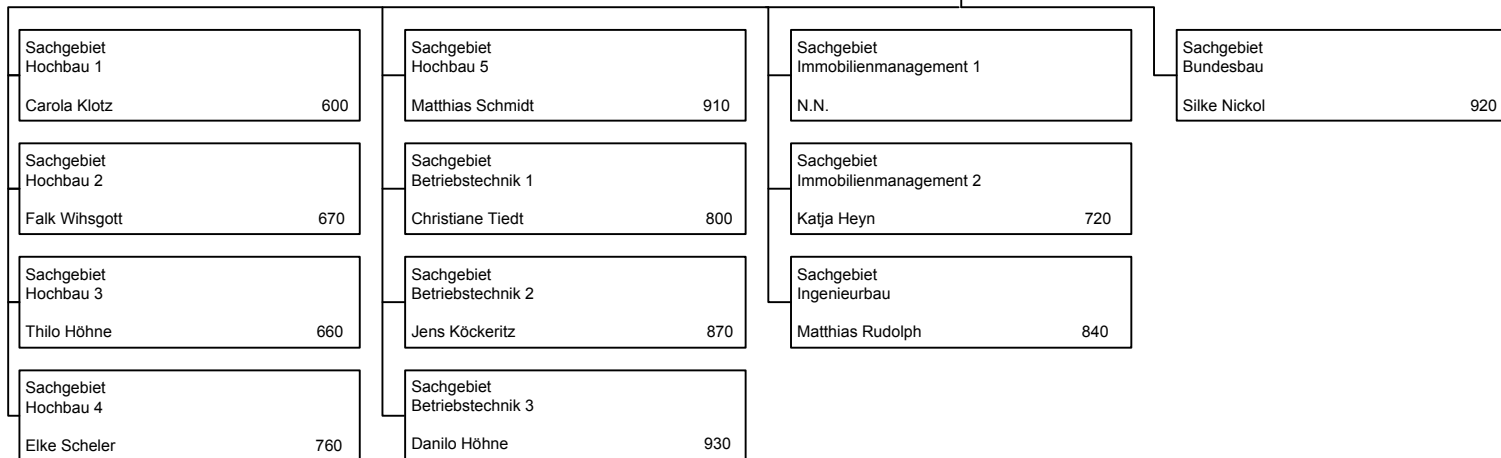 Sachgebiet
Hochbau 1
Carola Klotz 600
Sachgebiet
Hochbau 2
Falk Wihsgott 670
Sachgebiet
Hochbau 3
Thilo Höhne 660
Sachgebiet
Hochbau 4
Elke Scheler 760
Sachgebiet
Hochbau 5
Matthias Schmidt 910
Sachgebiet
Betriebstechnik 1
Christiane Tiedt 800
Sachgebiet
Betriebstechnik 2
Jens Köckeritz 870
Sachgebiet
Betriebstechnik 3
Danilo Höhne 930
Sachgebiet
Immobilienmanagement 1
N.N.
Sachgebiet
Immobilienmanagement 2
Katja Heyn 720
Sachgebiet
Ingenieurbau
Matthias Rudolph 840
Sachgebiet
Bundesbau
Silke Nickol 920